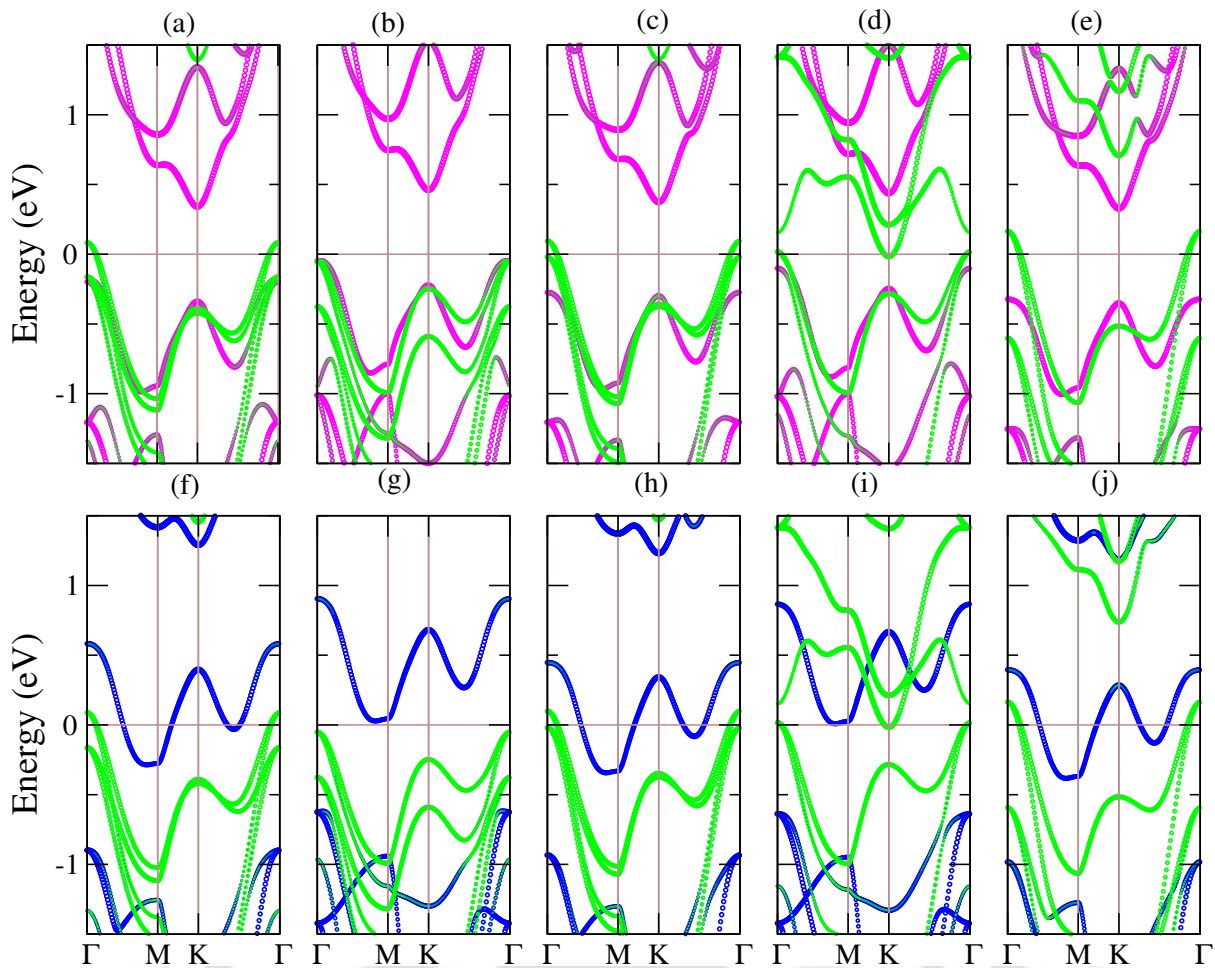 (a) (b) (c) (d) (e)
Energy (eV)
1
0
-1
(f) (g) (h) (i) (j)
Energy (eV)
1
0
-1
Γ M K Γ M K Γ M K Γ M K Γ M K Γ